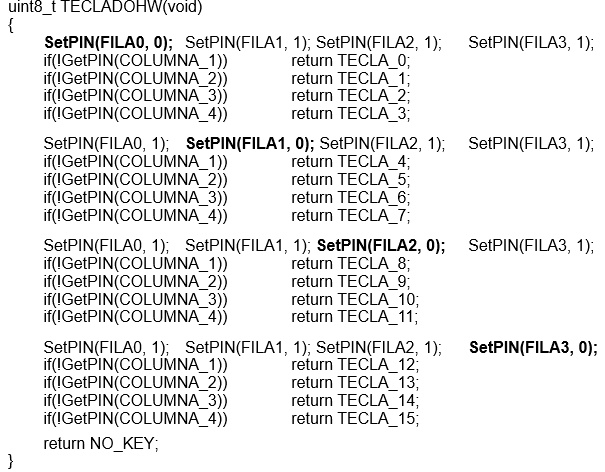 uint8_t TECLADOHW(void)
{
SetPIN(FILA0, 0); SetPIN(FILA1, 1); SetPIN(FILA2, 1); SetPIN(FILA3, 1);
if(!GetPIN(COLUMNA_1)) return TECLA_0;
if(!GetPIN(COLUMNA_2)) return TECLA_1;
if(!GetPIN(COLUMNA_3)) return TECLA_2;
if(!GetPIN(COLUMNA_4)) return TECLA_3;
SetPIN(FILA0, 1); SetPIN(FILA1, 0); SetPIN(FILA2, 1); SetPIN(FILA3, 1);
if(!GetPIN(COLUMNA_1)) return TECLA_4;
if(!GetPIN(COLUMNA_2)) return TECLA_5;
if(!GetPIN(COLUMNA_3)) return TECLA_6;
if(!GetPIN(COLUMNA_4)) return TECLA_7;
SetPIN(FILA0, 1); SetPIN(FILA1, 1); SetPIN(FILA2, 0); SetPIN(FILA3, 1);
if(!GetPIN(COLUMNA_1)) return TECLA_8;
if(!GetPIN(COLUMNA_2)) return TECLA_9;
if(!GetPIN(COLUMNA_3)) return TECLA_10;
if(!GetPIN(COLUMNA_4)) return TECLA_11;
SetPIN(FILA0, 1); SetPIN(FILA1, 1); SetPIN(FILA2, 1); SetPIN(FILA3, 0);
if(!GetPIN(COLUMNA_1)) return TECLA_12;
if(!GetPIN(COLUMNA_2)) return TECLA_13;
if(!GetPIN(COLUMNA_3)) return TECLA_14;
if(!GetPIN(COLUMNA_4)) return TECLA_15;
return NO_KEY;
}